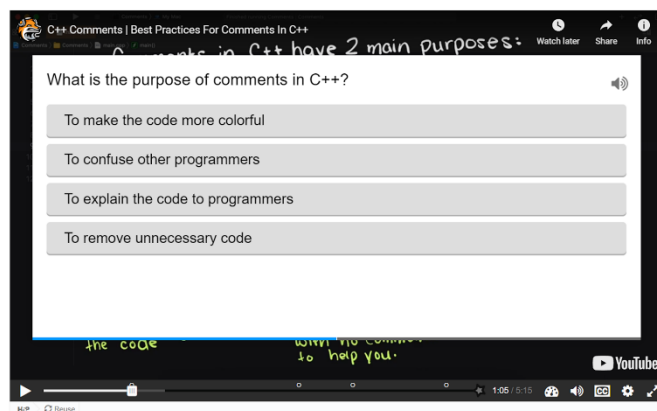 C++ Comments | Best Practices For Comments In C++
Watch later
Share
Info
in C++ have 2 main purposes:
What is the purpose of comments in C++?
To make the code more colorful
To confuse other programmers
To explain the code to programmers
To remove unnecessary code
the code
with no
to help you.
YouTube
1:05 / 5:15
CC
H-P
Reuse